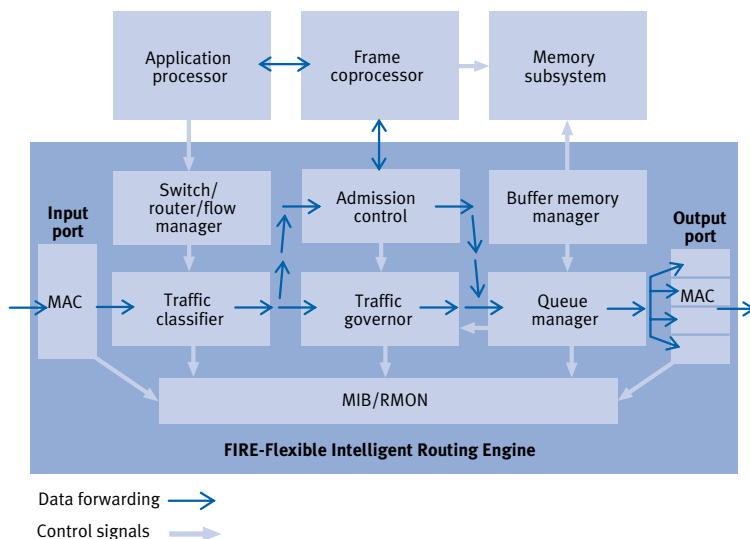 Application
processor
Frame
coprocessor
Memory
subsystem
Switch/
router/flow
manager
Admission
control
Buffer memory
manager
Input
port
Output
port
MAC
Traffic
classifier
Traffic
governor
Queue
manager
MAC
MIB/RMON
FIRE-Flexible Intelligent Routing Engine
Data forwarding
Control signals